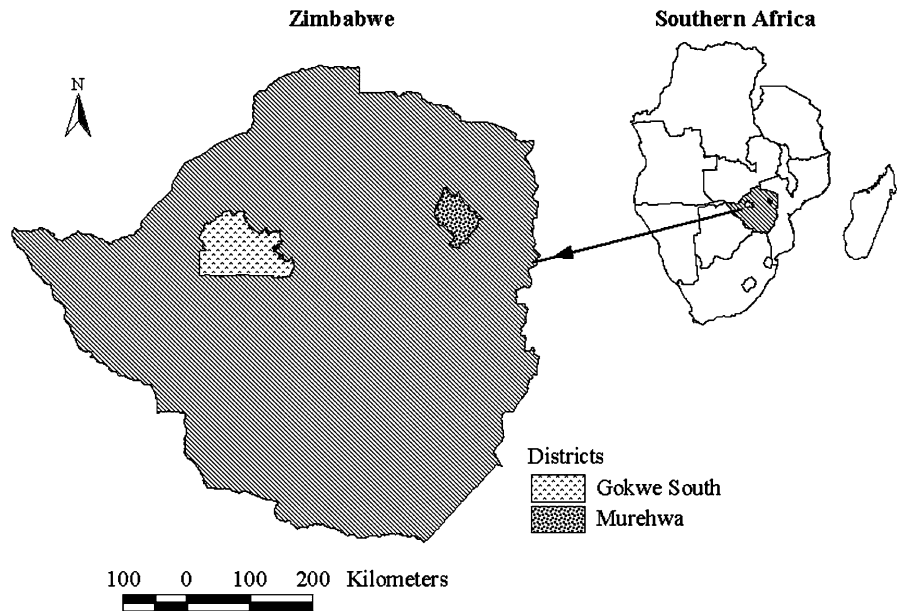 Zimbabwe
Southern Africa
N
Districts
Gokwe South
Murehwa
100 0 100 200 Kilometers